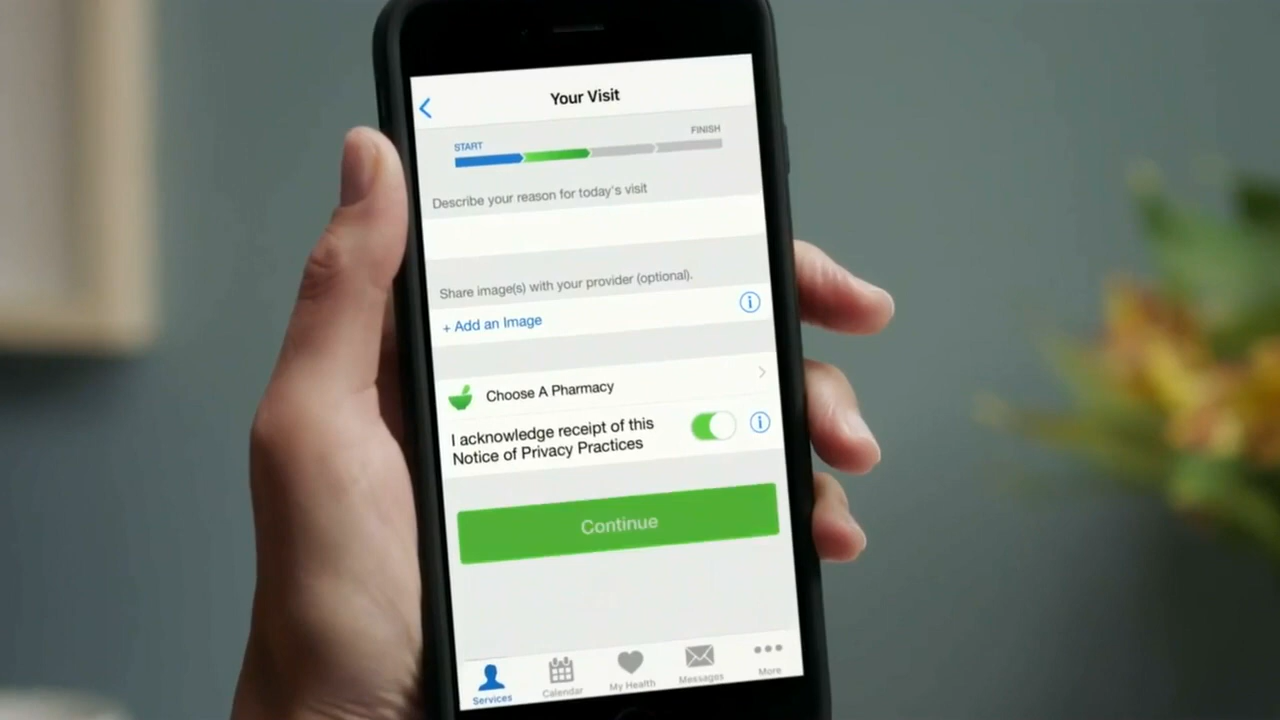 Your Visit
START
FINISH
Describe your reason for today's visit
Share image(s) with your provider (optional).
+ Add an Image
Choose A Pharmacy
I acknowledge receipt of this
Notice of Privacy Practices
Continue
Services
Calendar
My Health
Messages
More